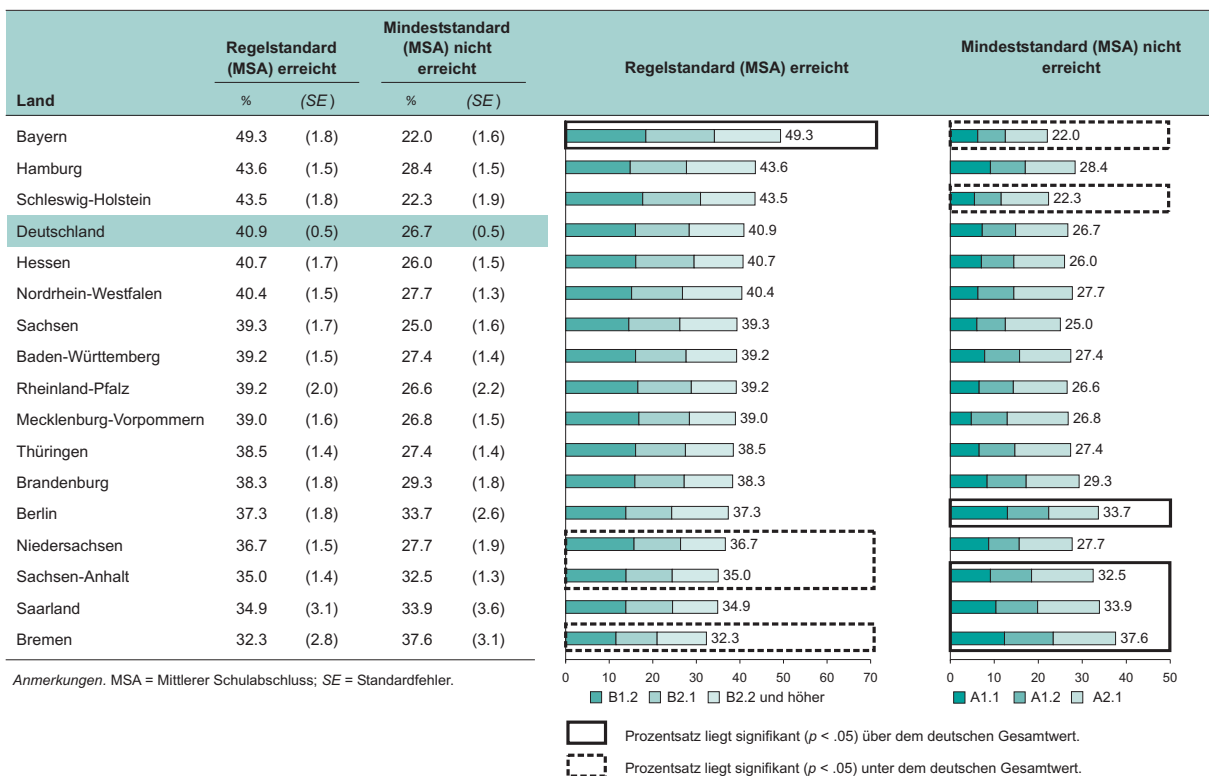 Regelstandard (MSA) erreicht
Mindeststandard (MSA) nicht erreicht
Regelstandard (MSA) erreicht
Mindeststandard (MSA) nicht erreicht
Land % (SE) % (SE)
Bayern 49.3 (1.8) 22.0 (1.6) 49.3 22.0
Hamburg 43.6 (1.5) 28.4 (1.5) 43.6 28.4
Schleswig-Holstein 43.5 (1.8) 22.3 (1.9) 43.5 22.3
Deutschland 40.9 (0.5) 26.7 (0.5) 40.9 26.7
Hessen 40.7 (1.7) 26.0 (1.5) 40.7 26.0
Nordrhein-Westfalen 40.4 (1.5) 27.7 (1.3) 40.4 27.7
Sachsen 39.3 (1.7) 25.0 (1.6) 39.3 25.0
Baden-Württemberg 39.2 (1.5) 27.4 (1.4) 39.2 27.4
Rheinland-Pfalz 39.2 (2.0) 26.6 (2.2) 39.2 26.6
Mecklenburg-Vorpommern 39.0 (1.6) 26.8 (1.5) 39.0 26.8
Thüringen 38.5 (1.4) 27.4 (1.4) 38.5 27.4
Brandenburg 38.3 (1.8) 29.3 (1.8) 38.3 29.3
Berlin 37.3 (1.8) 33.7 (2.6) 37.3 33.7
Niedersachsen 36.7 (1.5) 27.7 (1.9) 36.7 27.7
Sachsen-Anhalt 35.0 (1.4) 32.5 (1.3) 35.0 32.5
Saarland 34.9 (3.1) 33.9 (3.6) 34.9 33.9
Bremen 32.3 (2.8) 37.6 (3.1) 32.3 37.6
0 10 20 30 40 50 60 70 0 10 20 30 40 50
Anmerkungen. MSA = Mittlerer Schulabschluss; SE = Standardfehler.
B1.2 B2.1 B2.2 und höher A1.1 A1.2 A2.1
Prozentsatz liegt signifikant (p < .05) über dem deutschen Gesamtwert.
Prozentsatz liegt signifikant (p < .05) unter dem deutschen Gesamtwert.